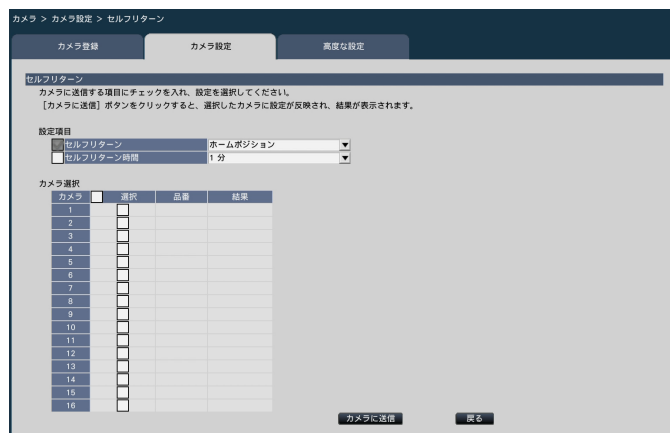 カメラ > カメラ設定 > セルフリターン
カメラ登録 カメラ設定 高度な設定
セルフリターン
カメラに送信する項目にチェックを入れ、設定を選択してください。
[カメラに送信] ボタンをクリックすると、選択したカメラに設定が反映され、結果が表示されます。
設定項目
セルフリターン ホームポジション
セルフリターン時間 1 分
カメラ選択
カメラ 選択 品番 結果
1
2
3
4
5
6
7
8
9
10
11
12
13
14
15
16
カメラに送信 戻る